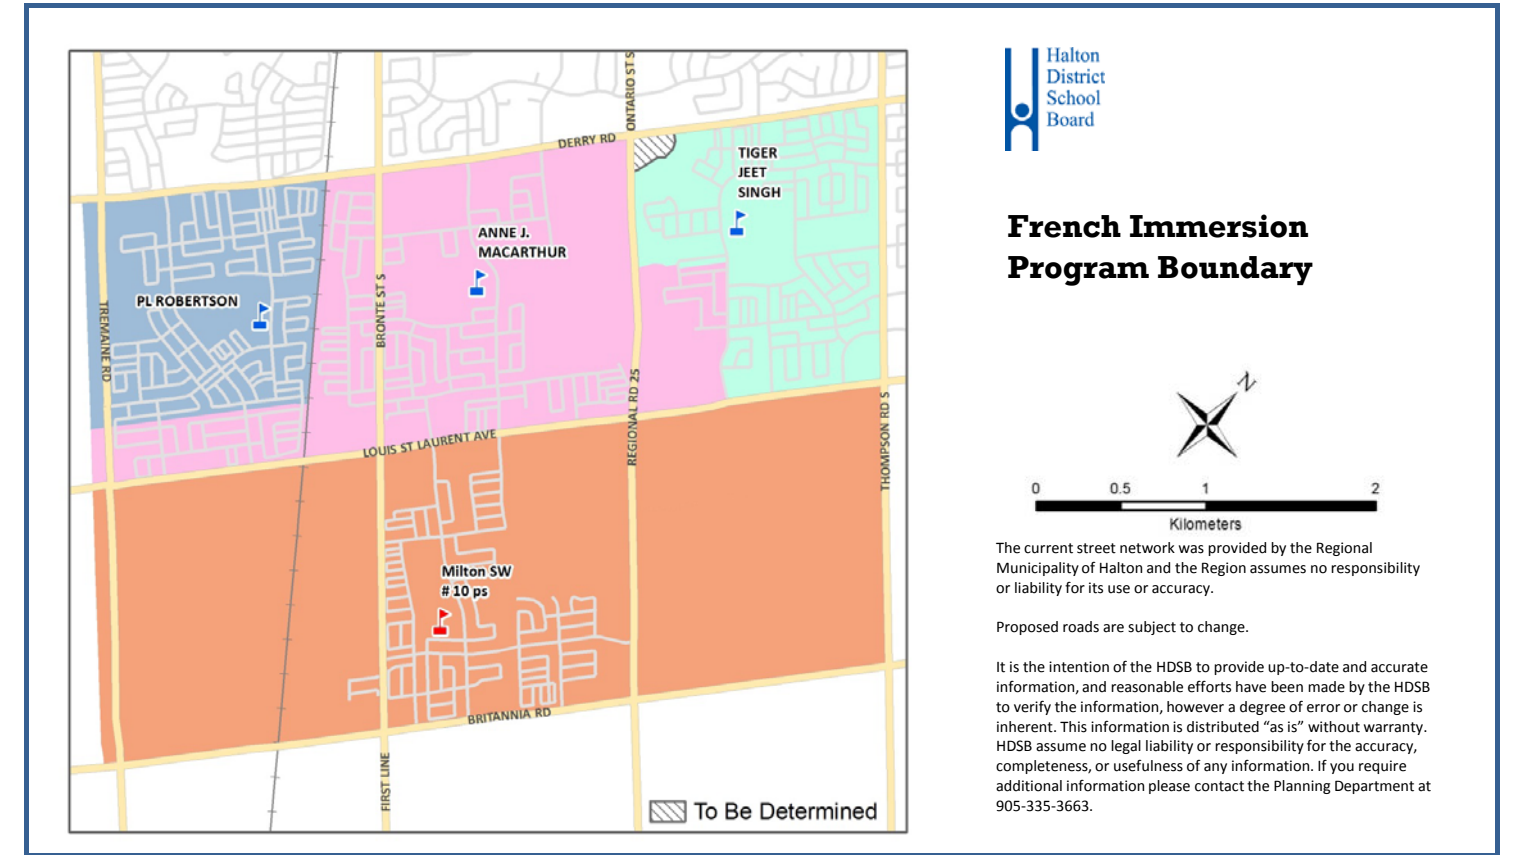 Halton
District
School
Board
French Immersion
Program Boundary
ONTARIO ST S
DERRY RD
TIGER
JEET
SINGH
ANNE J.
MACARTHUR
PL ROBERTSON
TREMAINE RD
BRONTE ST S
REGIONAL RD 25
THOMPSON RD S
LOUIS ST LAURENT AVE
Milton SW
# 10 ps
BRITANNIA RD
FIRST LINE
To Be Determined
N
0 0.5 1 2
Kilometers
The current street network was provided by the Regional
Municipality of Halton and the Region assumes no responsibility
or liability for its use or accuracy.
Proposed roads are subject to change.
It is the intention of the HDSB to provide up-to-date and accurate
information, and reasonable efforts have been made by the HDSB
to verify the information, however a degree of error or change is
inherent. This information is distributed “as is” without warranty.
HDSB assume no legal liability or responsibility for the accuracy,
completeness, or usefulness of any information. If you require
additional information please contact the Planning Department at
905-335-3663.